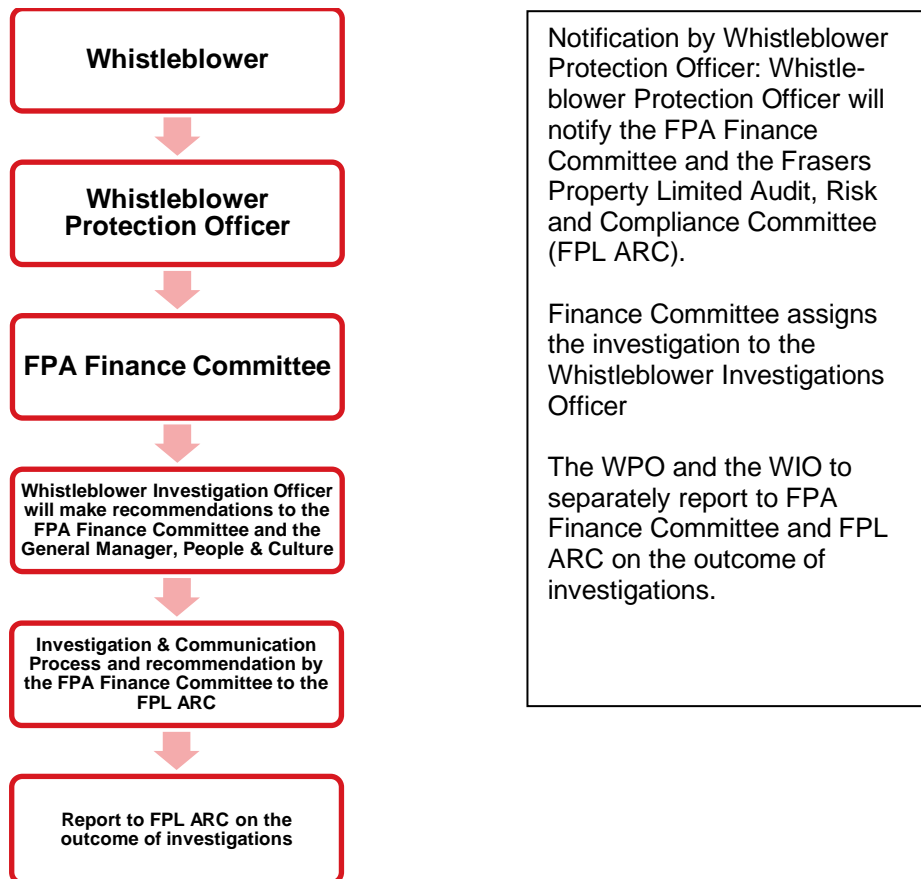 Whistleblower
Whistleblower
Protection Officer
FPA Finance Committee
Whistleblower Investigation Officer
will make recommendations to the
FPA Finance Committee and the
General Manager, People & Culture
Investigation & Communication
Process and recommendation by
the FPA Finance Committee to the
FPL ARC
Report to FPL ARC on the
outcome of investigations
Notification by Whistleblower
Protection Officer: Whistle-
blower Protection Officer will
notify the FPA Finance
Committee and the Frasers
Property Limited Audit, Risk
and Compliance Committee
(FPL ARC).
Finance Committee assigns
the investigation to the
Whistleblower Investigations
Officer
The WPO and the WIO to
separately report to FPA
Finance Committee and FPL
ARC on the outcome of
investigations.